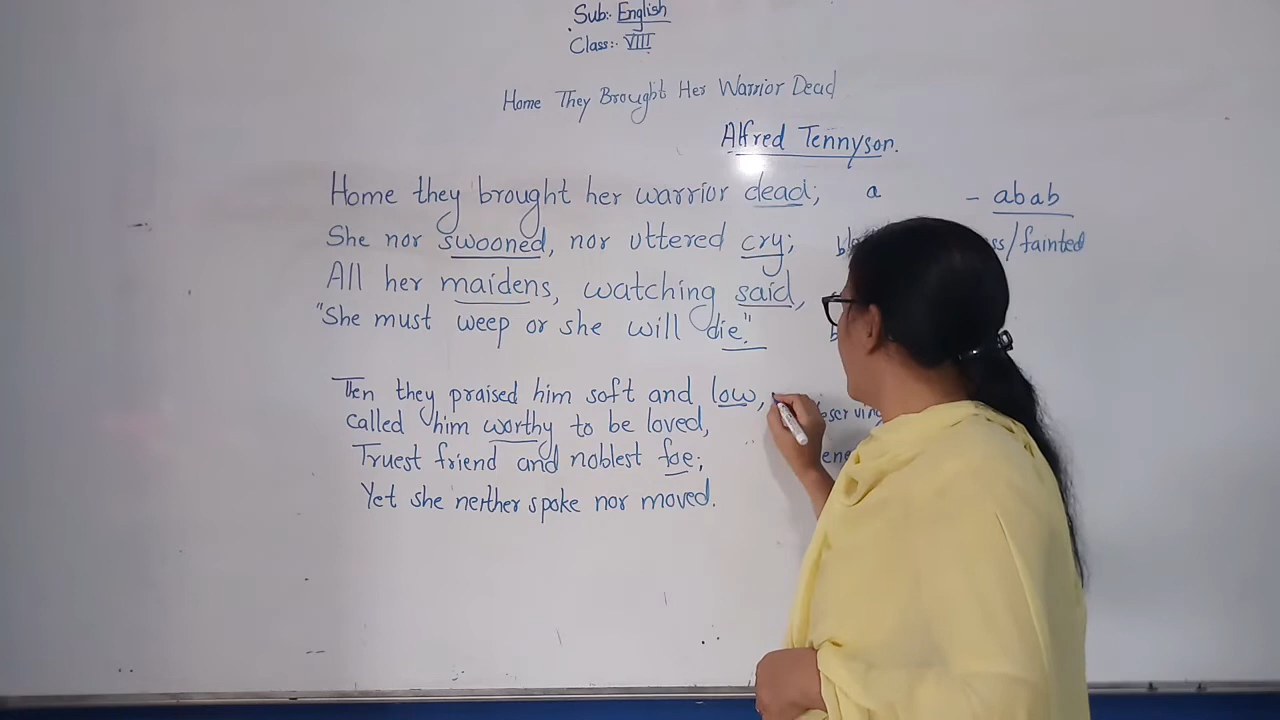 Sub:- English
Class:- VIII
Home They Brought Her Warrior Dead
Alfred Tennyson.
Home they brought her warrior dead; a - abab
She nor swooned, nor uttered cry; b /fainted
All her maidens, watching said,
"She must weep or she will die." b
Ten they praised him soft and low,
called him worthy to be loved,
Truest friend and noblest foe;
Yet she neither spoke nor moved.